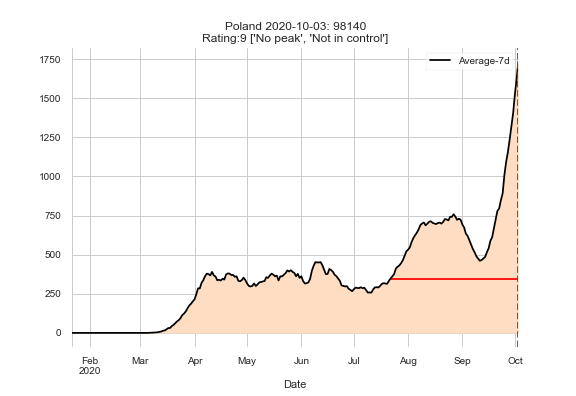 Poland 2020-10-03: 98140
Rating:9 ['No peak', 'Not in control']
Average-7d
1750
1500
1250
1000
750
500
250
0
Feb Mar Apr May Jun Jul Aug Sep Oct
2020
Date